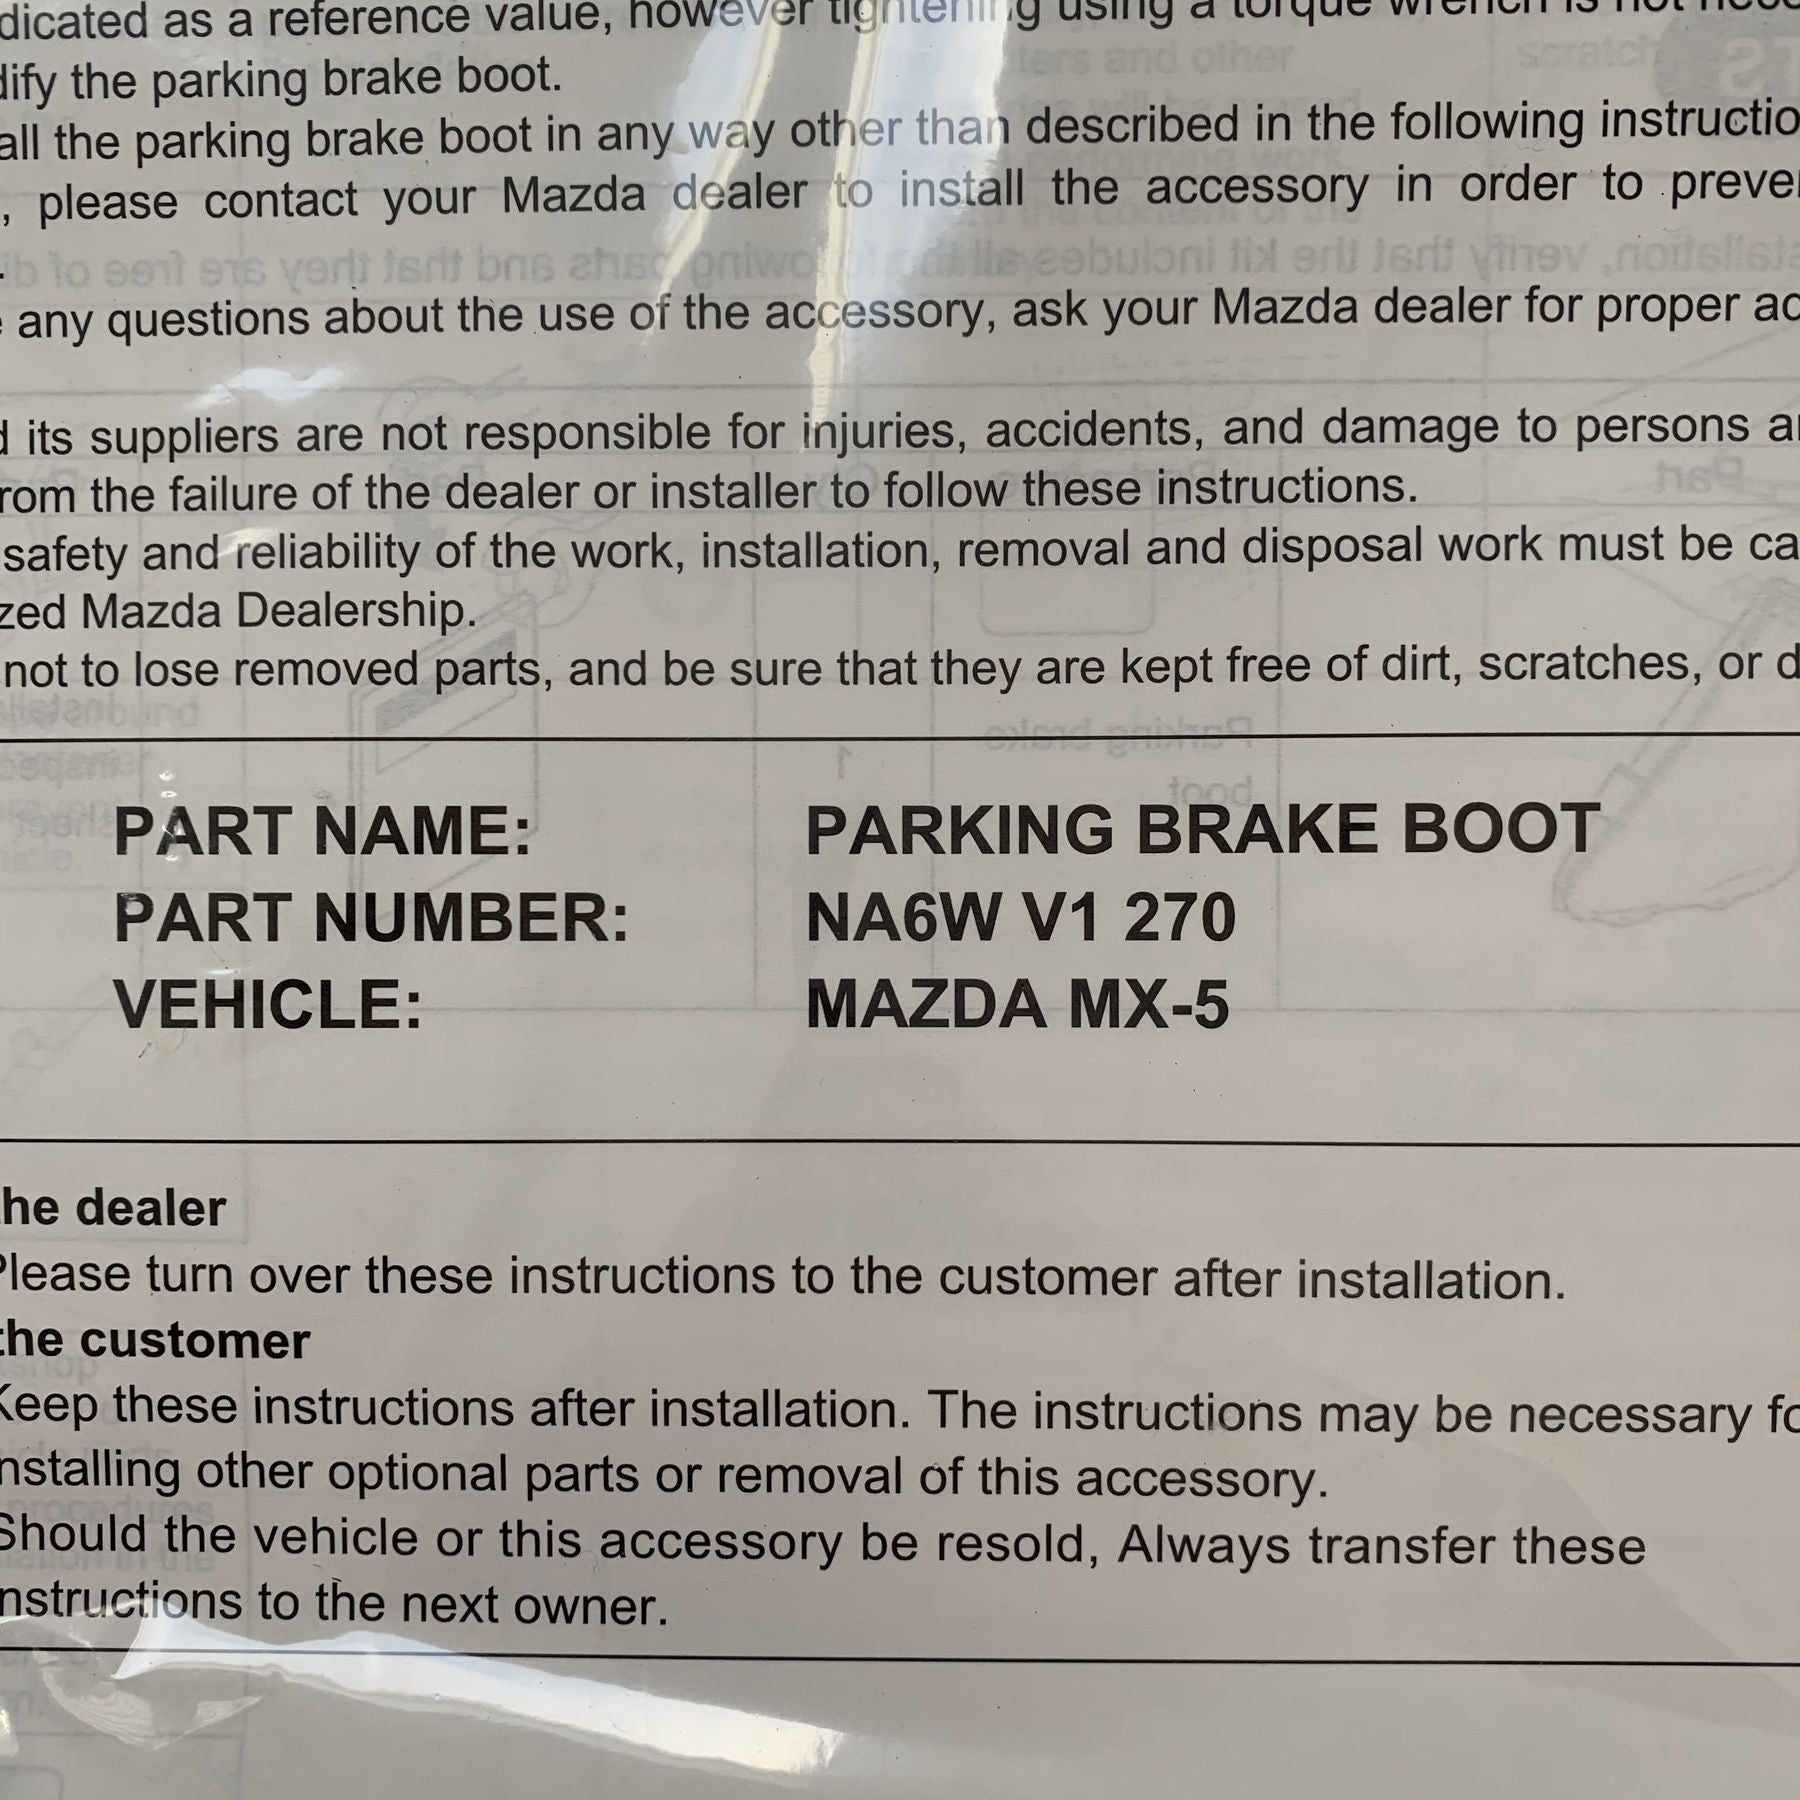 dicated as a reference value, however tightening using a torque wrench is not
dify the parking brake boot.
all the parking brake boot in any way other than described in the following instructio
, please contact your Mazda dealer to install the accessory in order to preve
any questions about the use of the accessory, ask your Mazda dealer for proper
d its suppliers are not responsible for injuries, accidents, and damage to persons
rom the failure of the dealer or installer to follow these instructions.
safety and reliability of the work, installation, removal and disposal work must be ca
zed Mazda Dealership.
not to lose removed parts, and be sure that they are kept free of dirt, scratches, or d
PART NAME: PARKING BRAKE BOOT
PART NUMBER: NA6W V1 270
VEHICLE: MAZDA MX-5
the dealer
Please turn over these instructions to the customer after installation.
the customer
Keep these instructions after installation. The instructions may be necessary fo
nstalling other optional parts or removal of this accessory.
Should the vehicle or this accessory be resold, Always transfer these
nstructions to the next owner.